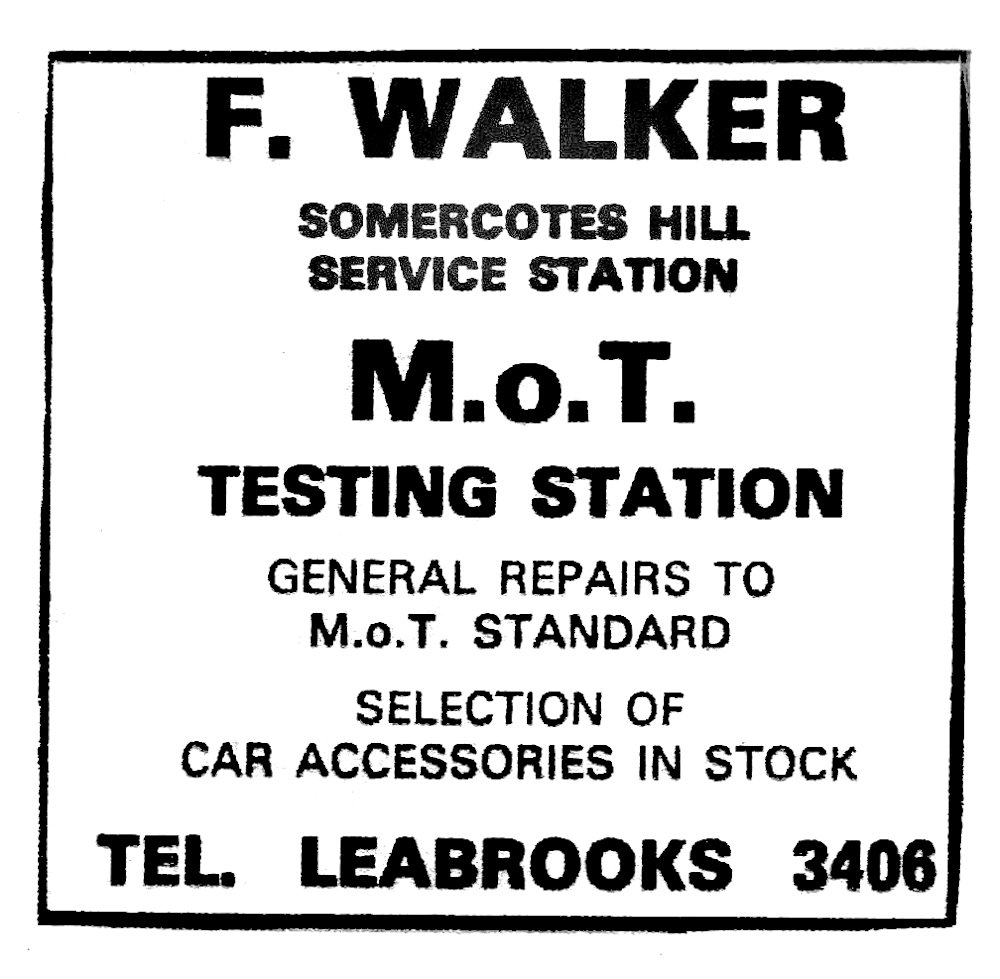 F. WALKER
SOMERCOTES HILL
SERVICE STATION
M.o.T.
TESTING STATION
GENERAL REPAIRS TO
M.o.T. STANDARD
SELECTION OF
CAR ACCESSORIES IN STOCK
TEL. LEABROOKS 3406